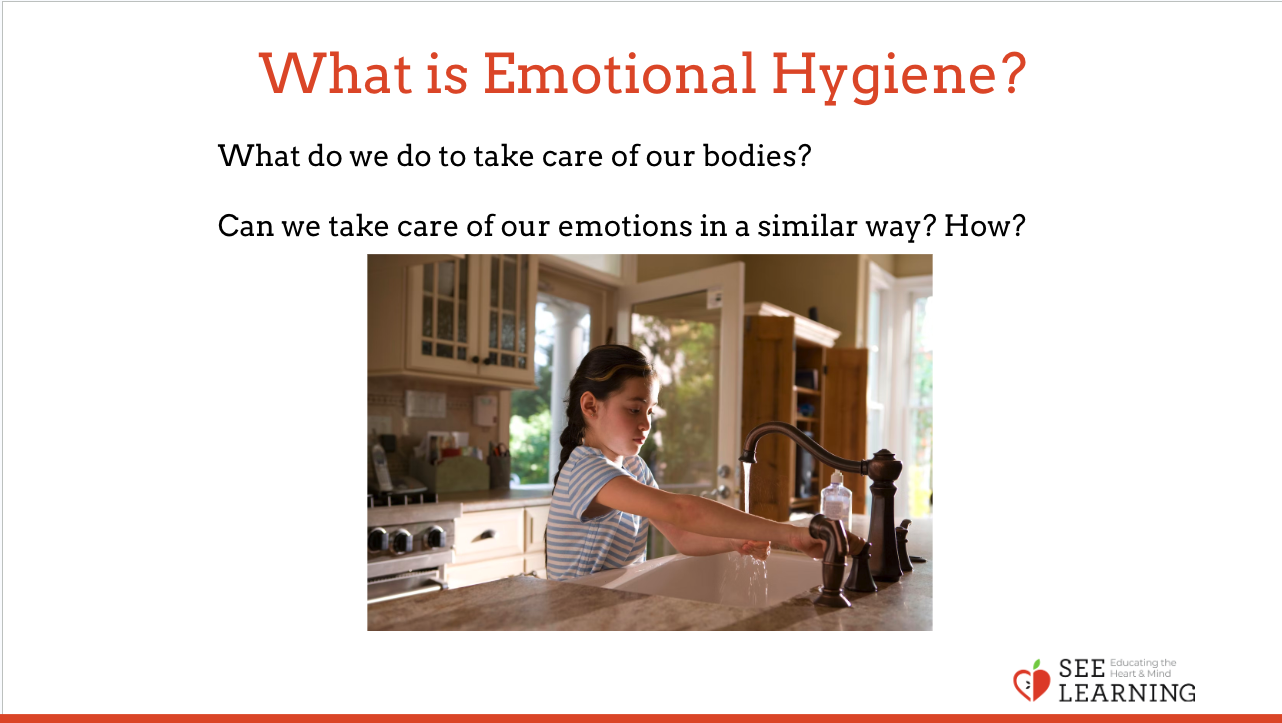 What is Emotional Hygiene?
What do we do to take care of our bodies?
Can we take care of our emotions in a similar way? How?
SEE Educating the
Heart & Mind
LEARNING